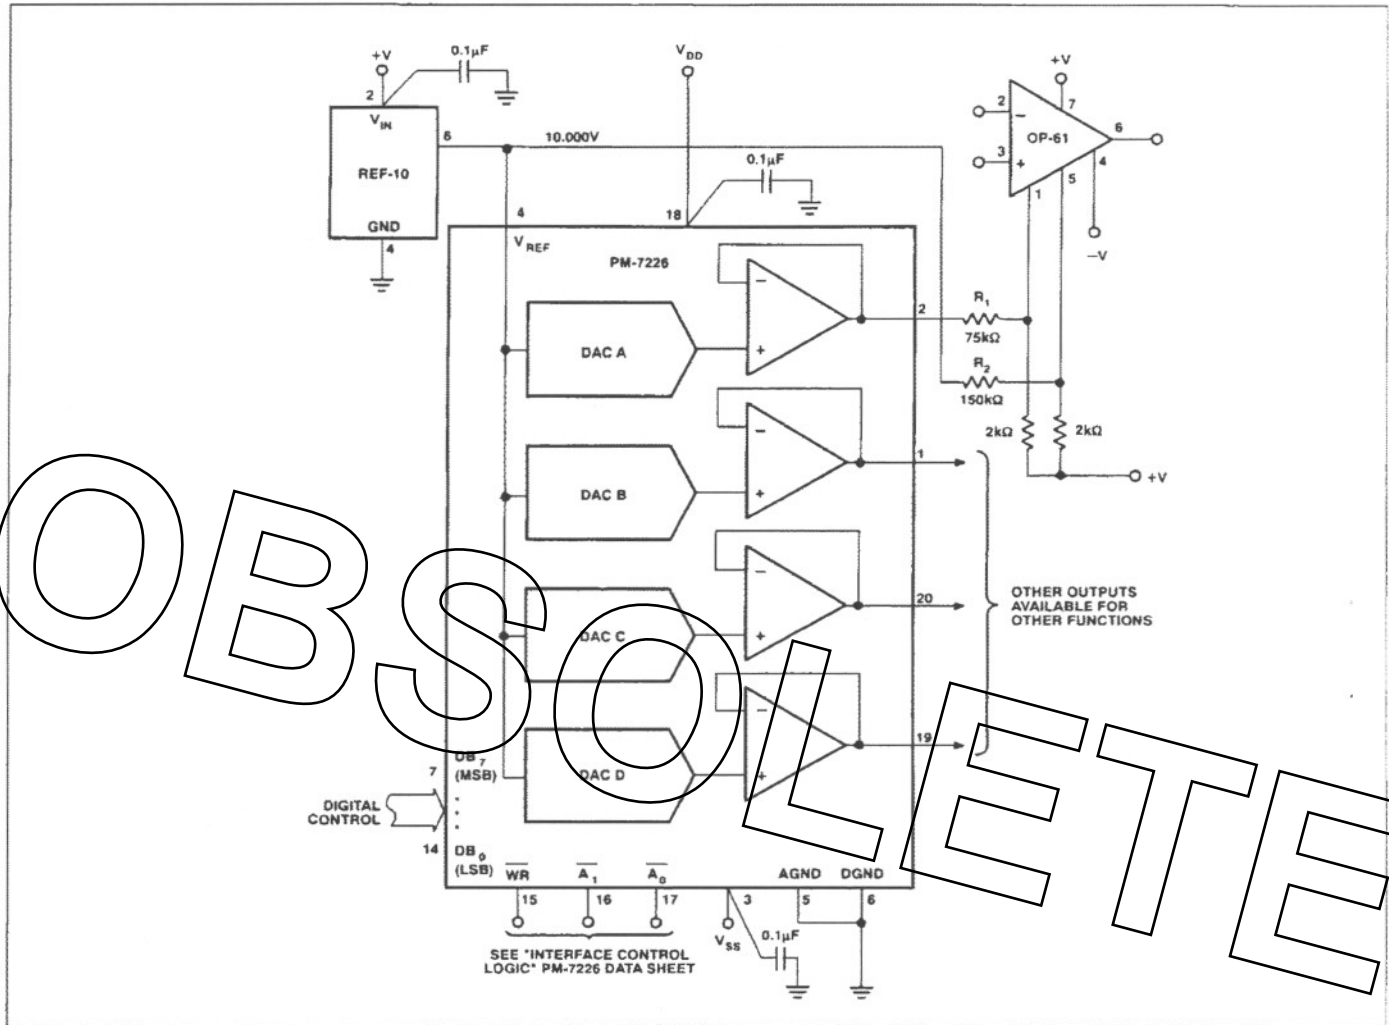 +V
0.1µF
2
V_IN
REF-10
GND
4
6
10.000V
V_DD
0.1µF
18
4
V_REF
PM-7226
+V
7
2
−
OP-61
3
+
6
4
5
1
−V
DAC A
−
+
2
R_1
75kΩ
R_2
150kΩ
2kΩ
2kΩ
+V
DAC B
−
+
1
DAC C
−
+
20
DAC D
−
+
19
OTHER OUTPUTS
AVAILABLE FOR
OTHER FUNCTIONS
OBSOLETE
7
DB_7
(MSB)
DIGITAL
CONTROL
14
DB_0
(LSB)
W̅R̅
A̅_1
A̅_0
AGND
DGND
15
16
17
3
5
6
V_SS
0.1µF
SEE "INTERFACE CONTROL
LOGIC" PM-7226 DATA SHEET